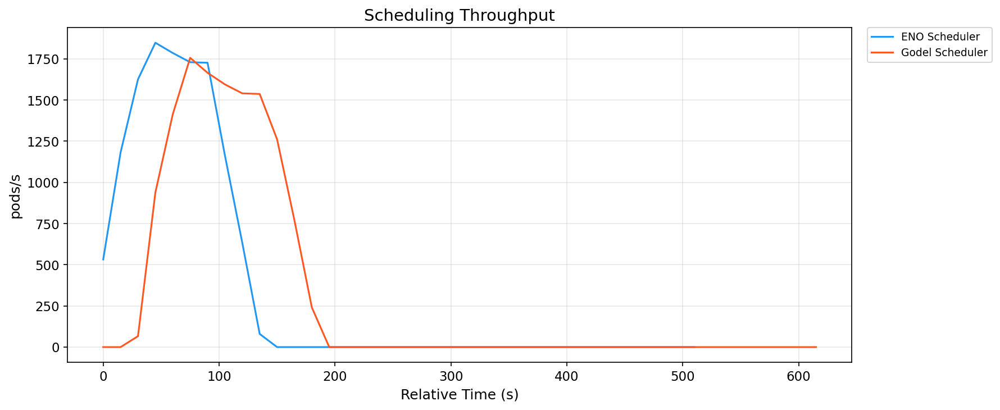 Scheduling Throughput
ENO Scheduler
Godel Scheduler
pods/s
1750
1500
1250
1000
750
500
250
0
0 100 200 300 400 500 600
Relative Time (s)